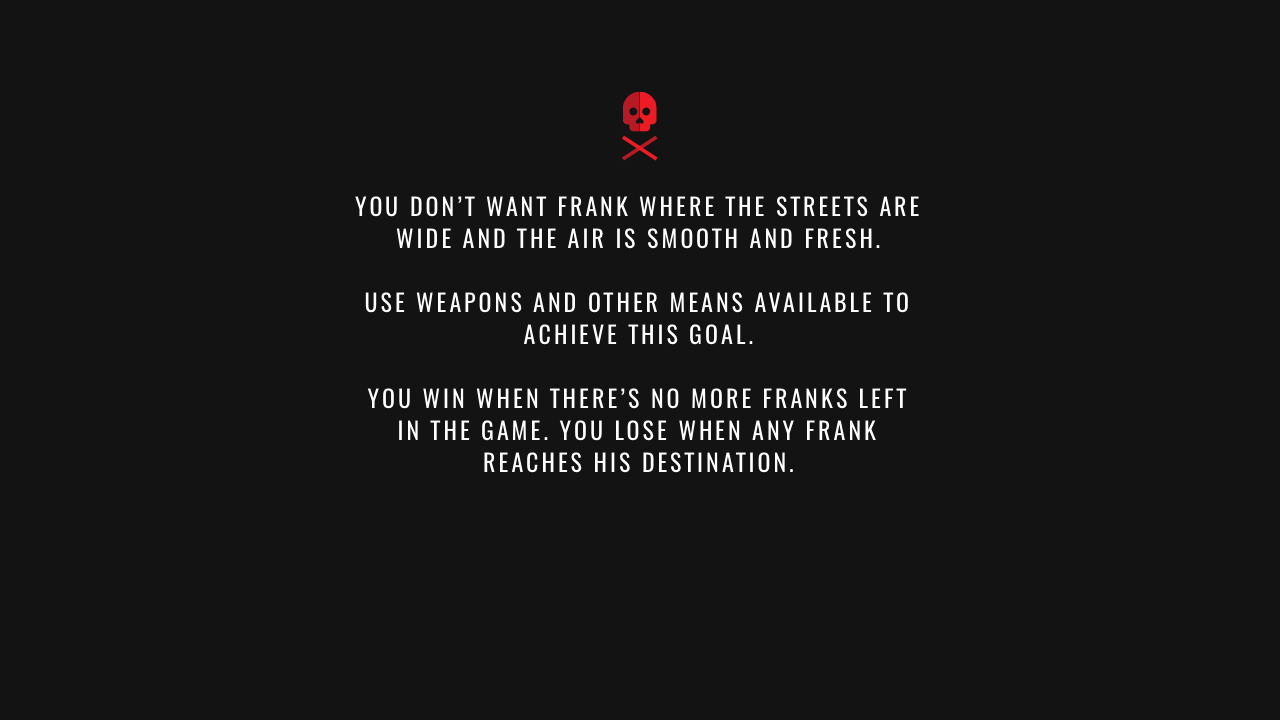 YOU DON’T WANT FRANK WHERE THE STREETS ARE
WIDE AND THE AIR IS SMOOTH AND FRESH.
USE WEAPONS AND OTHER MEANS AVAILABLE TO
ACHIEVE THIS GOAL.
YOU WIN WHEN THERE’S NO MORE FRANKS LEFT
IN THE GAME. YOU LOSE WHEN ANY FRANK
REACHES HIS DESTINATION.